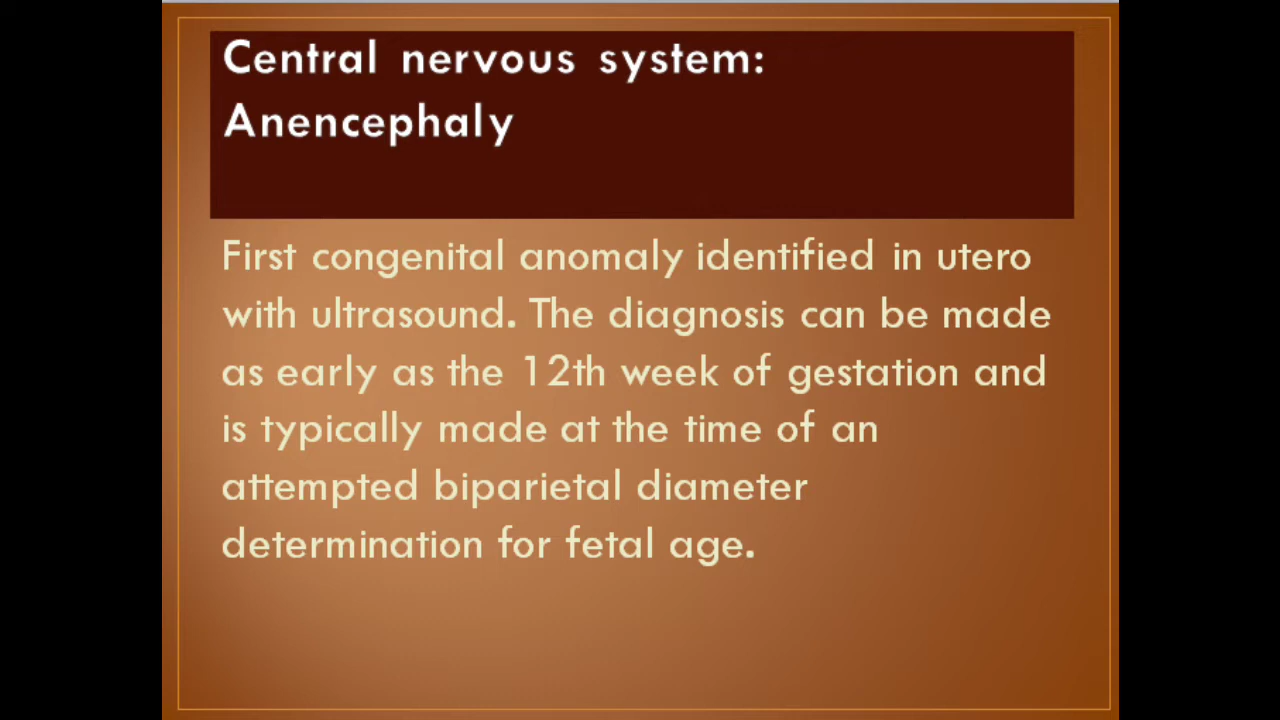 Central nervous system:
Anencephaly
First congenital anomaly identified in utero
with ultrasound. The diagnosis can be made
as early as the 12th week of gestation and
is typically made at the time of an
attempted biparietal diameter
determination for fetal age.